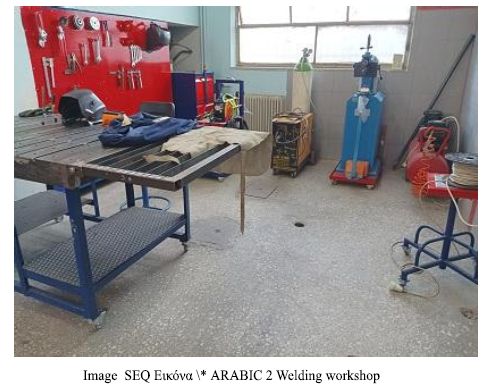 Image SEQ Εικόνα \* ARABIC 2 Welding workshop